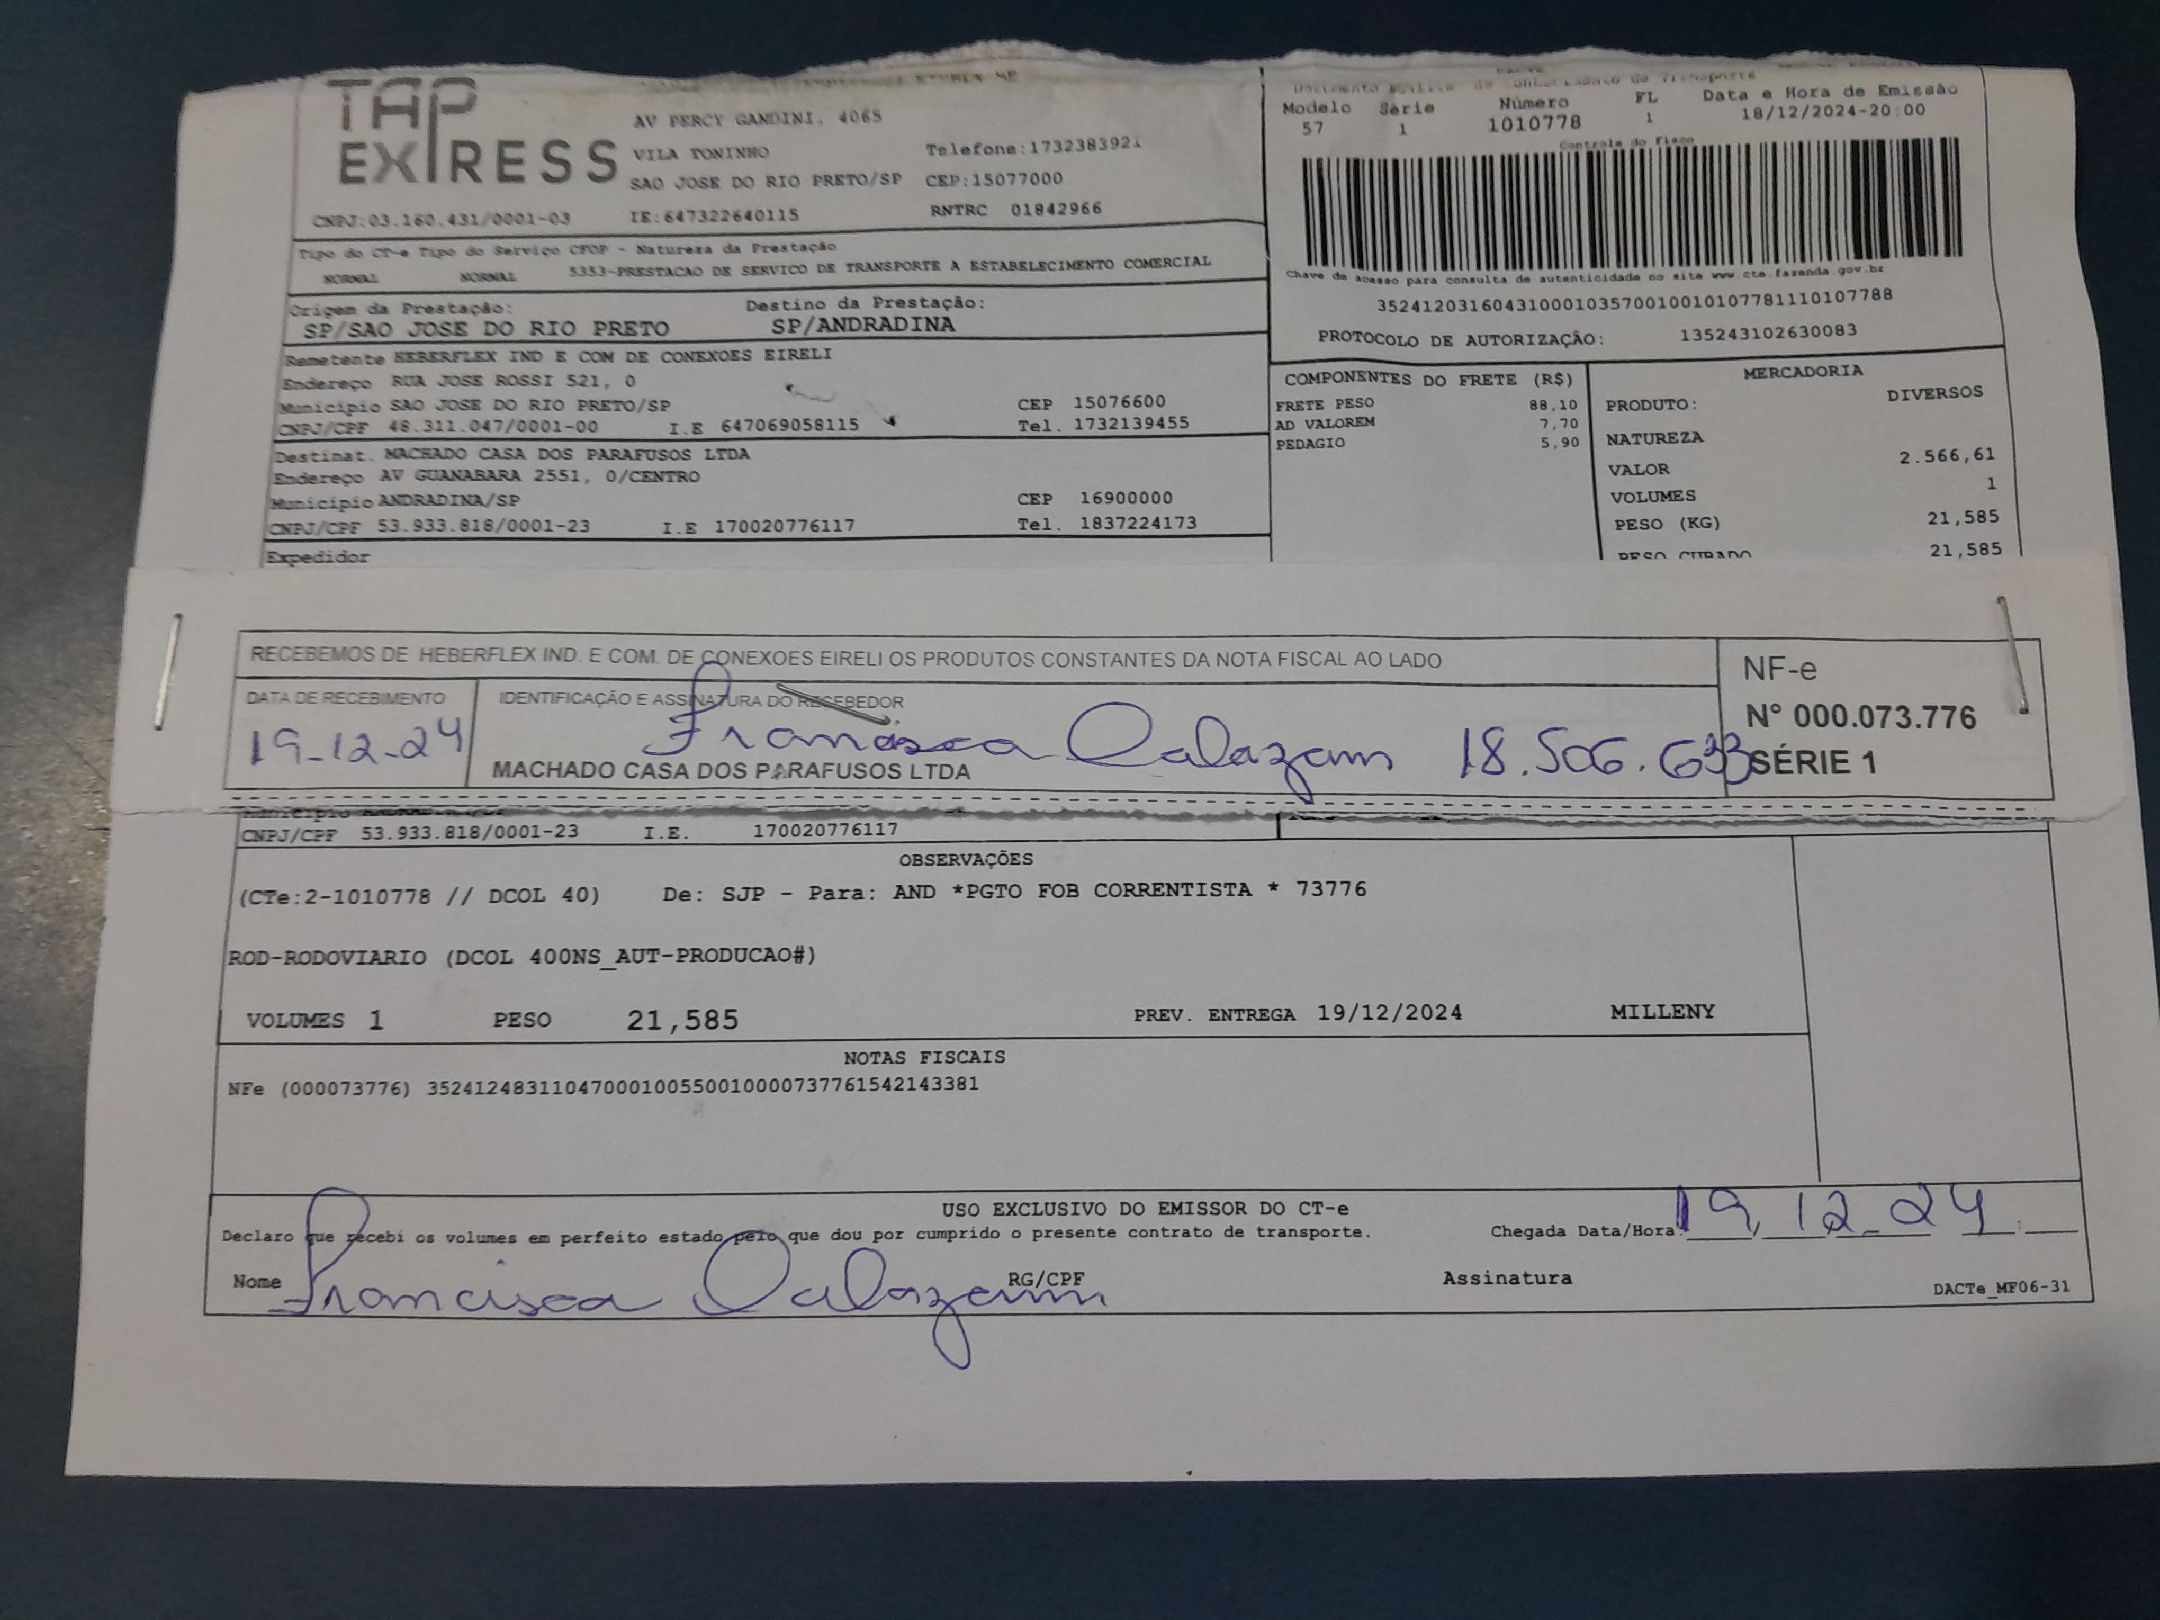 TAP
EXPRESS
AV PERCY GANDINI, 4065
VILA TONINHO Telefone:173238392
SAO JOSE DO RIO PRETO/SP CEP:15077000
CNPJ:03.160.431/0001-03 IE:647322640115 RNTRC 01842966
Modelo Série Número FL Data e Hora de Emissão
57 1 1010778 1 18/12/2024-20:00
Controle do Fisco
Chave de acesso para consulta de autenticidade no site www.cte.fazenda.gov.br
35241203160431000103570010010107781110107788
PROTOCOLO DE AUTORIZAÇÃO: 135243102630083
Tipo do CT-e Tipo do Serviço CFOP - Natureza da Prestação
NORMAL NORMAL 5353-PRESTACAO DE SERVICO DE TRANSPORTE A ESTABELECIMENTO COMERCIAL
Origem da Prestação: Destino da Prestação:
SP/SAO JOSE DO RIO PRETO SP/ANDRADINA
Remetente HEBERFLEX IND E COM DE CONEXOES EIRELI
Endereço RUA JOSE ROSSI 521, 0
Município SAO JOSE DO RIO PRETO/SP CEP 15076600
CNPJ/CPF 48.311.047/0001-00 I.E 647069058115 Tel. 1732139455
Destinat. MACHADO CASA DOS PARAFUSOS LTDA
Endereço AV GUANABARA 2551, 0/CENTRO
Município ANDRADINA/SP CEP 16900000
CNPJ/CPF 53.933.818/0001-23 I.E 170020776117 Tel. 1837224173
Expedidor
COMPONENTES DO FRETE (R$)
FRETE PESO 88,10
AD VALOREM 7,70
PEDAGIO 5,90
MERCADORIA
PRODUTO: DIVERSOS
NATUREZA
VALOR 2.566,61
VOLUMES 1
PESO (KG) 21,585
PESO CUBADO 21,585
RECEBEMOS DE HEBERFLEX IND. E COM. DE CONEXOES EIRELI OS PRODUTOS CONSTANTES DA NOTA FISCAL AO LADO
DATA DE RECEBIMENTO IDENTIFICAÇÃO E ASSINATURA DO RECEBEDOR
19-12-24 Francisca Calazam 18.506.633
MACHADO CASA DOS PARAFUSOS LTDA
NF-e
N° 000.073.776
SÉRIE 1
Município ANDRADINA/SP
CNPJ/CPF 53.933.818/0001-23 I.E. 170020776117
OBSERVAÇÕES
(CTe:2-1010778 // DCOL 40) De: SJP - Para: AND *PGTO FOB CORRENTISTA * 73776
ROD-RODOVIARIO (DCOL 400NS_AUT-PRODUCAO#)
VOLUMES 1 PESO 21,585 PREV. ENTREGA 19/12/2024 MILLENY
NOTAS FISCAIS
NFe (000073776) 35241248311047000100550010000737761542143381
USO EXCLUSIVO DO EMISSOR DO CT-e
Declaro que recebi os volumes em perfeito estado pelo que dou por cumprido o presente contrato de transporte. Chegada Data/Hora: 19.12.24
Nome Francisca Calazam RG/CPF Assinatura DACTe_MF06-31